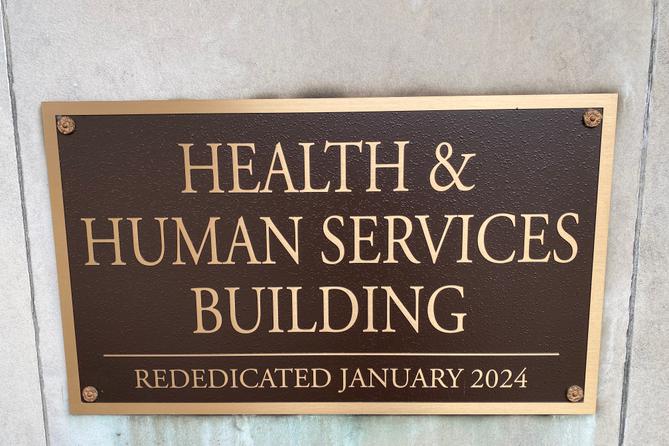 HEALTH &
HUMAN SERVICES
BUILDING
REDEDICATED JANUARY 2024